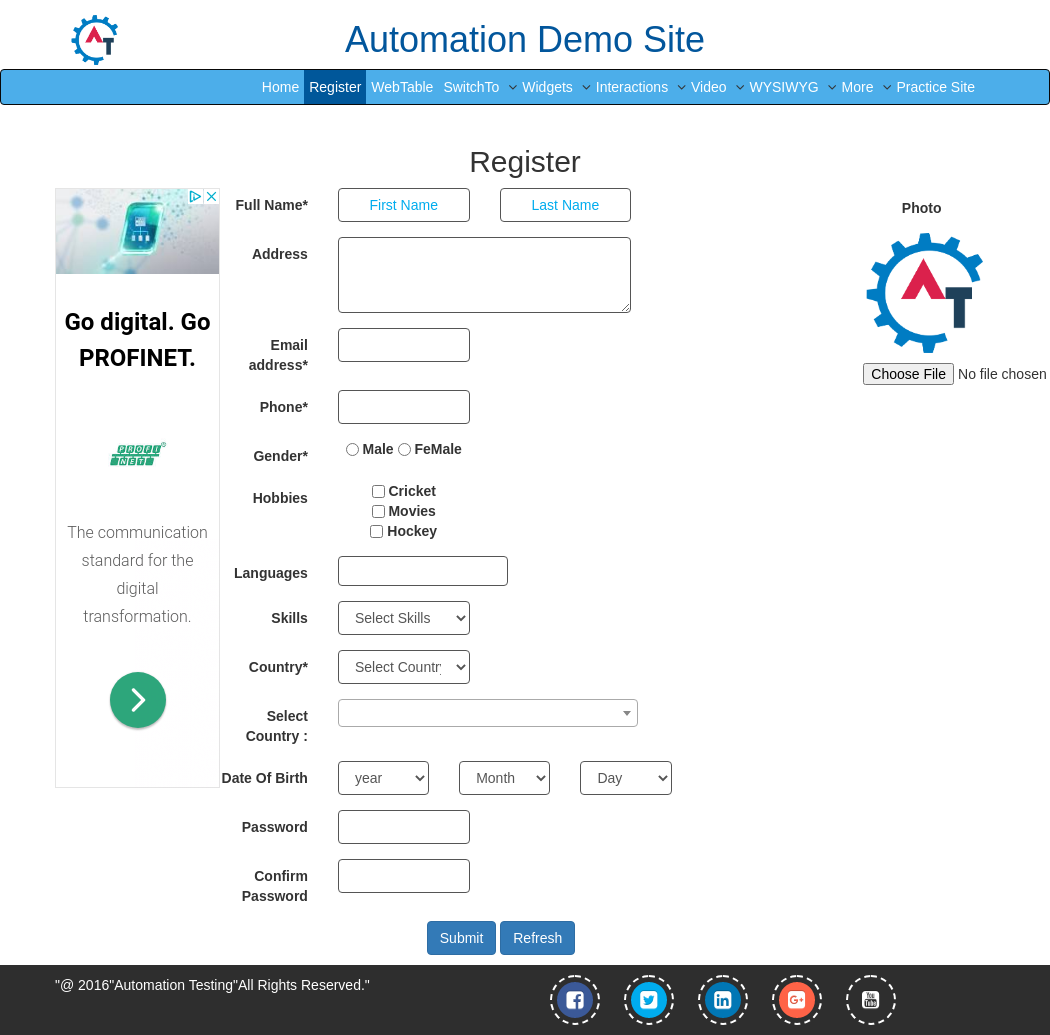 Automation Demo Site
Home Register WebTable SwitchTo Widgets Interactions Video WYSIWYG More Practice Site
Register
Go digital. Go
PROFINET.
PROFI
NET
The communication
standard for the
digital
transformation.
Full Name* First Name Last Name
Address
Email
address*
Phone*
Gender* Male FeMale
Hobbies Cricket
Movies
Hockey
Languages
Skills Select Skills
Country* Select Country
Select
Country :
Date Of Birth year Month Day
Password
Confirm
Password
Submit Refresh
Photo
Choose File No file chosen
"@ 2016"Automation Testing"All Rights Reserved."
You
Tube